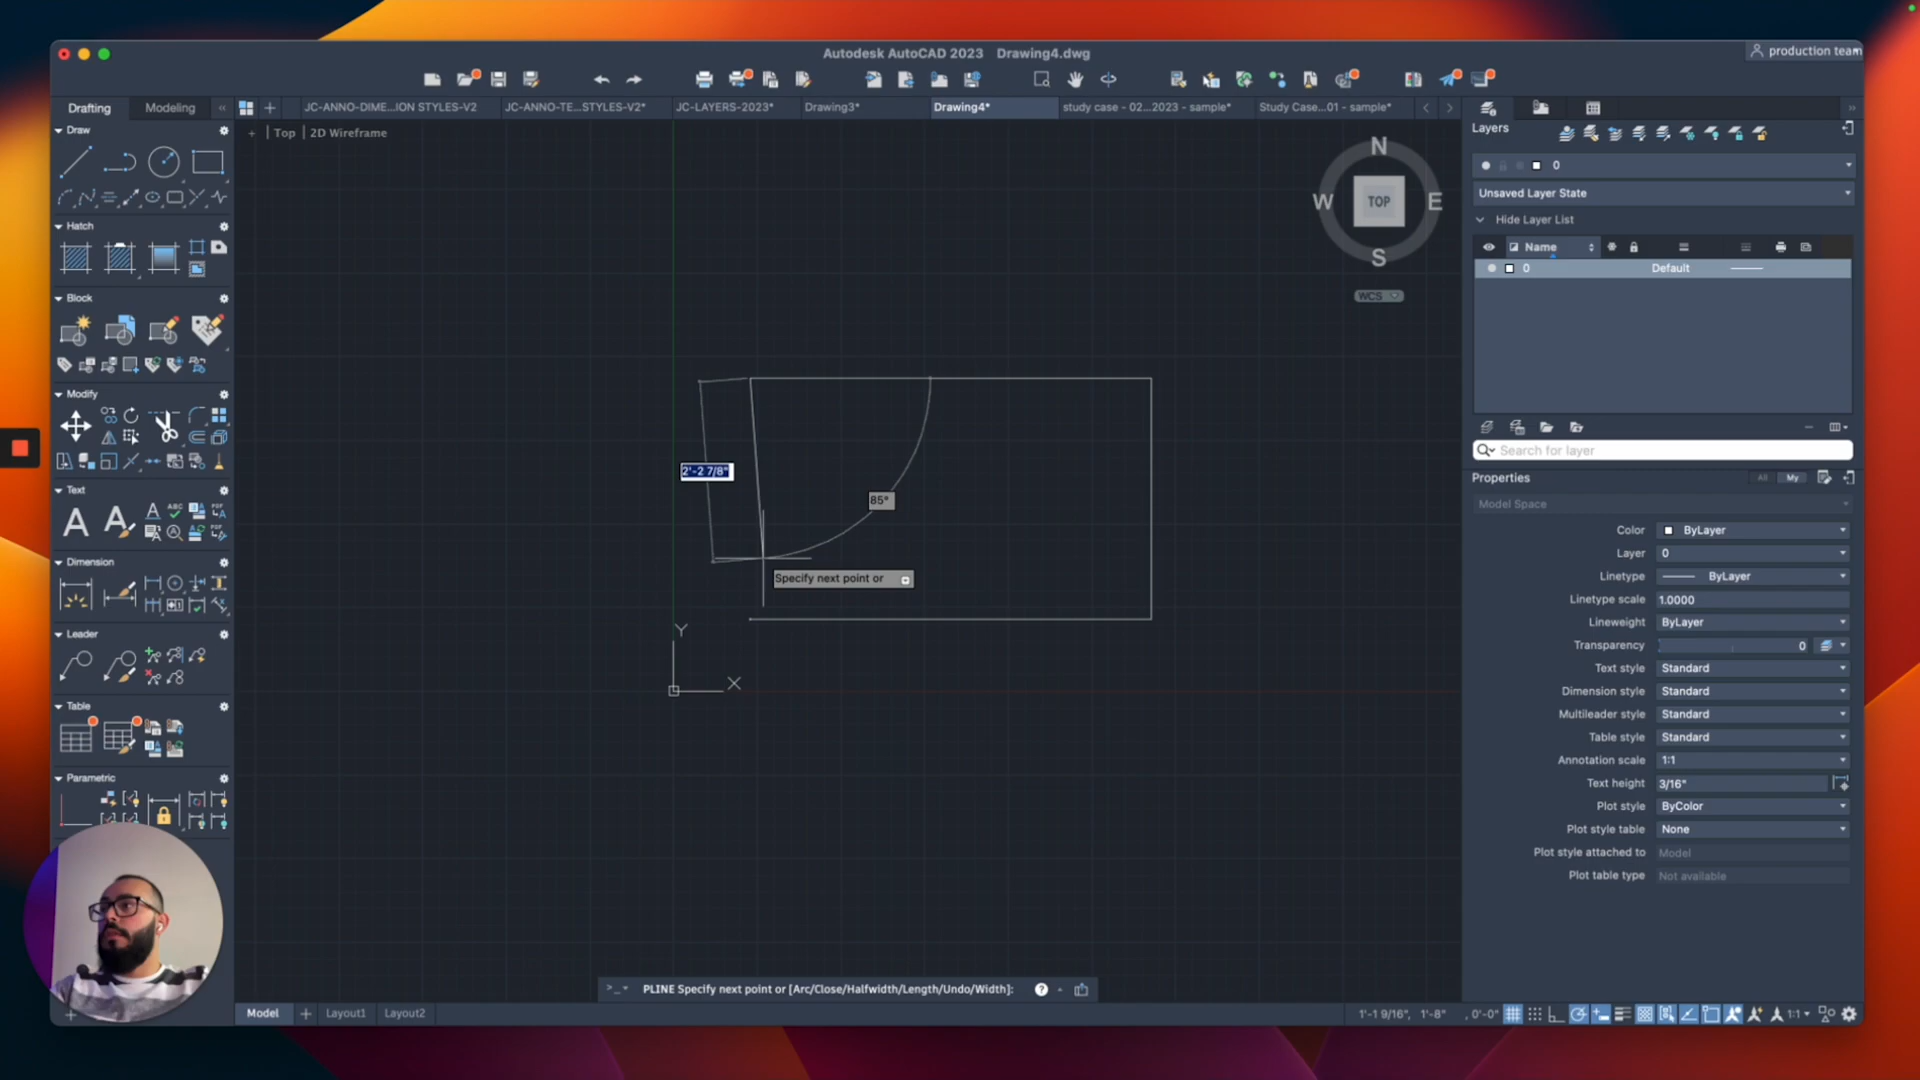 Autodesk AutoCAD 2023 Drawing4.dwg
production team
Drafting
Modeling
JC-ANNO-DIME...ION STYLES-V2
JC-ANNO-TE...STYLES-V2*
JC-LAYERS-2023*
Drawing3*
Drawing4*
study case - 02...2023 - sample*
Study Case...01 - sample*
Draw
+ | Top | 2D Wireframe
Hatch
Block
Modify
Text
Dimension
Leader
Table
Parametric
N
W
TOP
E
S
WCS
2'-2 7/8"
85°
Specify next point or
Y
X
Layers
0
Unsaved Layer State
Hide Layer List
Name
0
Default
Search for layer
Properties
All
My
Model Space
Color
ByLayer
Layer
0
Linetype
ByLayer
Linetype scale
1.0000
Lineweight
ByLayer
Transparency
0
Text style
Standard
Dimension style
Standard
Multileader style
Standard
Table style
Standard
Annotation scale
1:1
Text height
3/16"
Plot style
ByColor
Plot style table
None
Plot style attached to
Model
Plot table type
Not available
PLINE Specify next point or [Arc/Close/Halfwidth/Length/Undo/Width]:
Model
Layout1
Layout2
1'-1 9/16", 1'-8" , 0'-0"
1:1